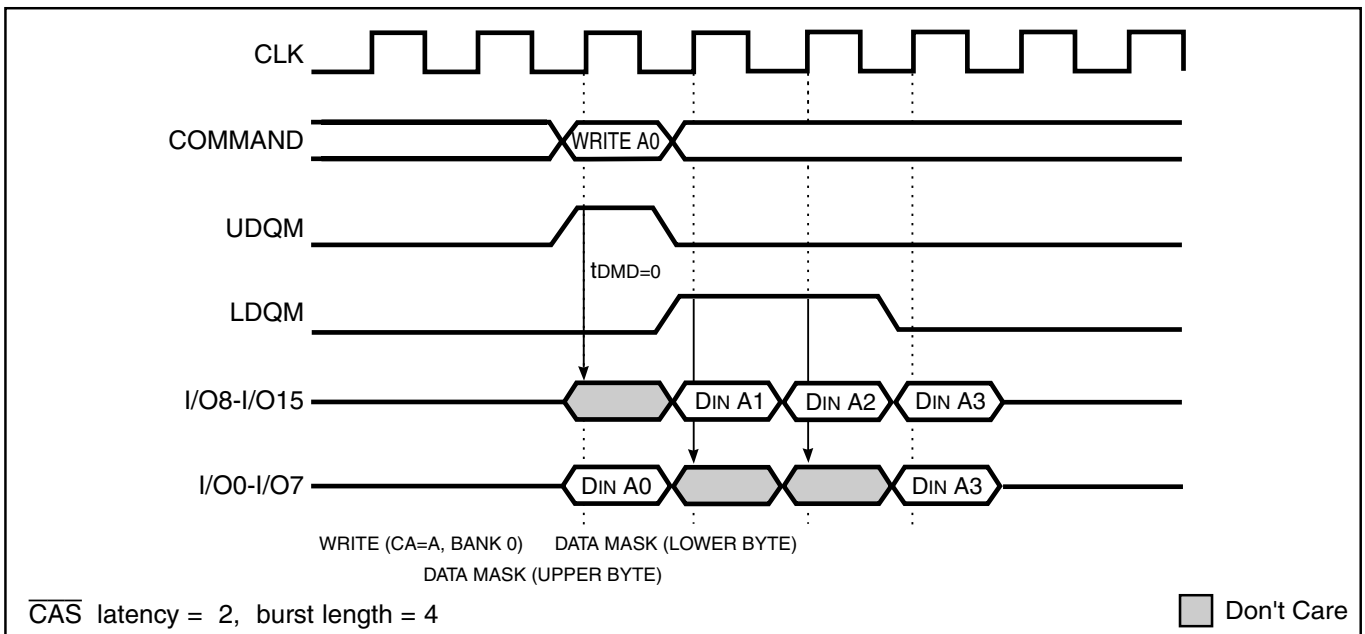 CLK
COMMAND
WRITE A0
UDQM
tDMD=0
LDQM
I/O8-I/O15
DIN A1
DIN A2
DIN A3
I/O0-I/O7
DIN A0
DIN A3
WRITE (CA=A, BANK 0) DATA MASK (LOWER BYTE)
DATA MASK (UPPER BYTE)
CAS latency = 2, burst length = 4
Don't Care